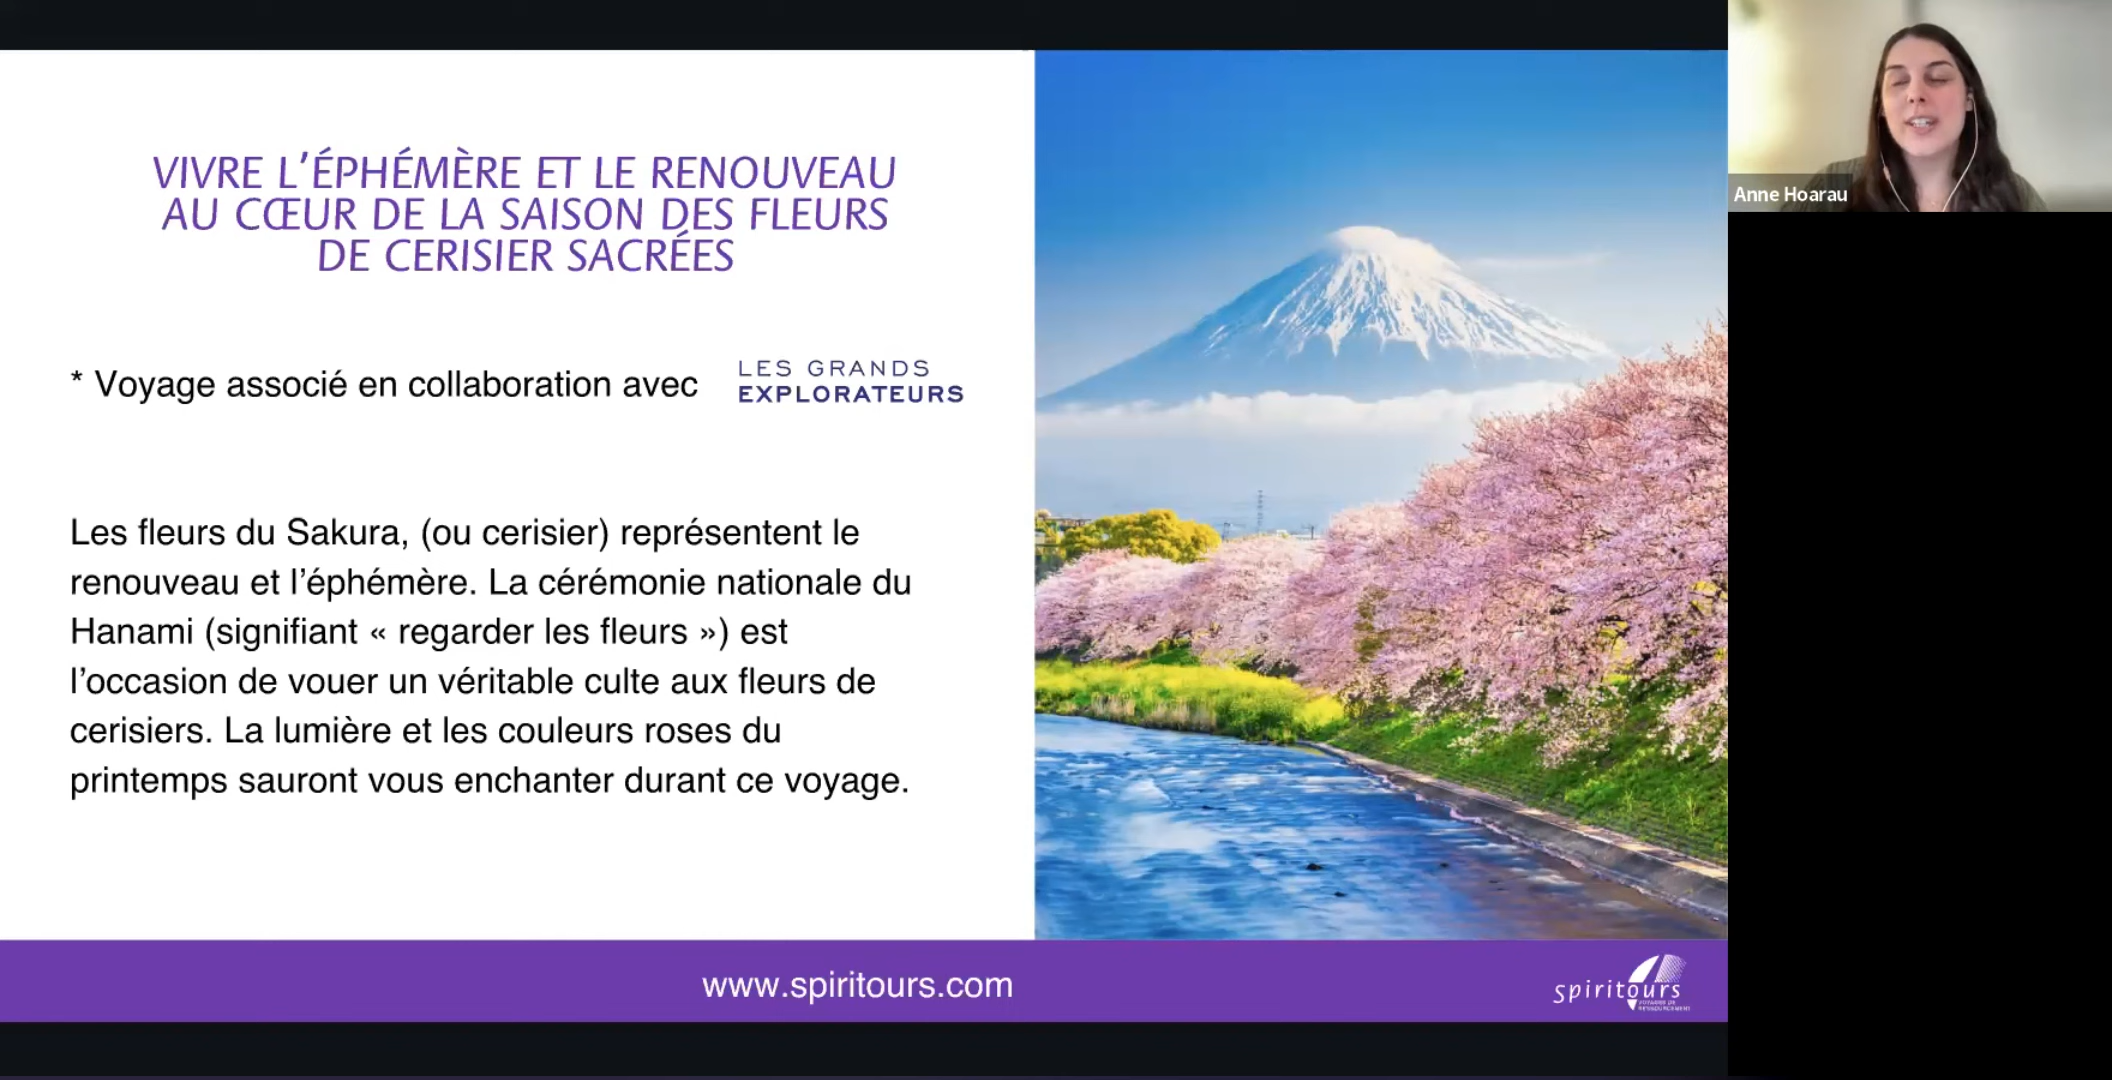 VIVRE L’ÉPHÉMÈRE ET LE RENOUVEAU
AU CŒUR DE LA SAISON DES FLEURS
DE CERISIER SACRÉES
* Voyage associé en collaboration avec
LES GRANDS
EXPLORATEURS
Les fleurs du Sakura, (ou cerisier) représentent le
renouveau et l’éphémère. La cérémonie nationale du
Hanami (signifiant « regarder les fleurs ») est
l’occasion de vouer un véritable culte aux fleurs de
cerisiers. La lumière et les couleurs roses du
printemps sauront vous enchanter durant ce voyage.
www.spiritours.com
spiritours
VOYAGES DE
RESSOURCEMENT
Anne Hoarau